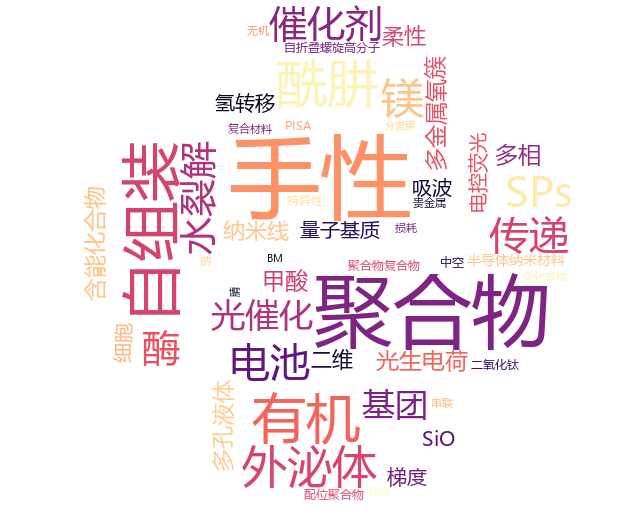 无机
催化剂
柔性
自折叠螺旋高分子
酰肼
镁
多金属氧簇
氢转移
复合材料
PISA
分离膜
手性
多相
电控荧光
自组装
水裂解
吸波
贵金属
SPs
特异性
含能化合物
纳米线
量子基质
损耗
传递
BM
聚合物复合物
中空
半导体纳米材料
甲酸
聚合物
光催化
细胞
酶
电池
二维
光生电荷
二氧化钛
多孔液体
有机
基团
串联
SiO
外泌体
梯度
配位聚合物